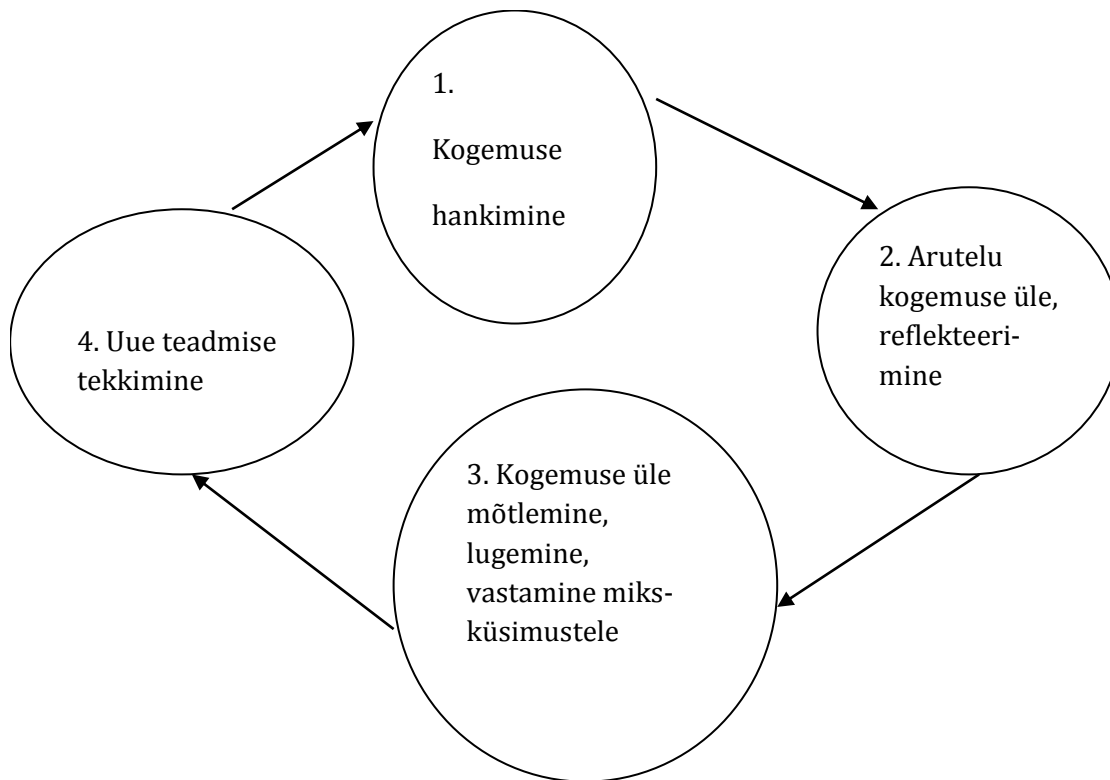 1.
Kogemuse
hankimine
2. Arutelu
kogemuse üle,
reflekteeri-
mine
3. Kogemuse üle
mõtlemine,
lugemine,
vastamine miks-
küsimustele
4. Uue teadmise
tekkimine